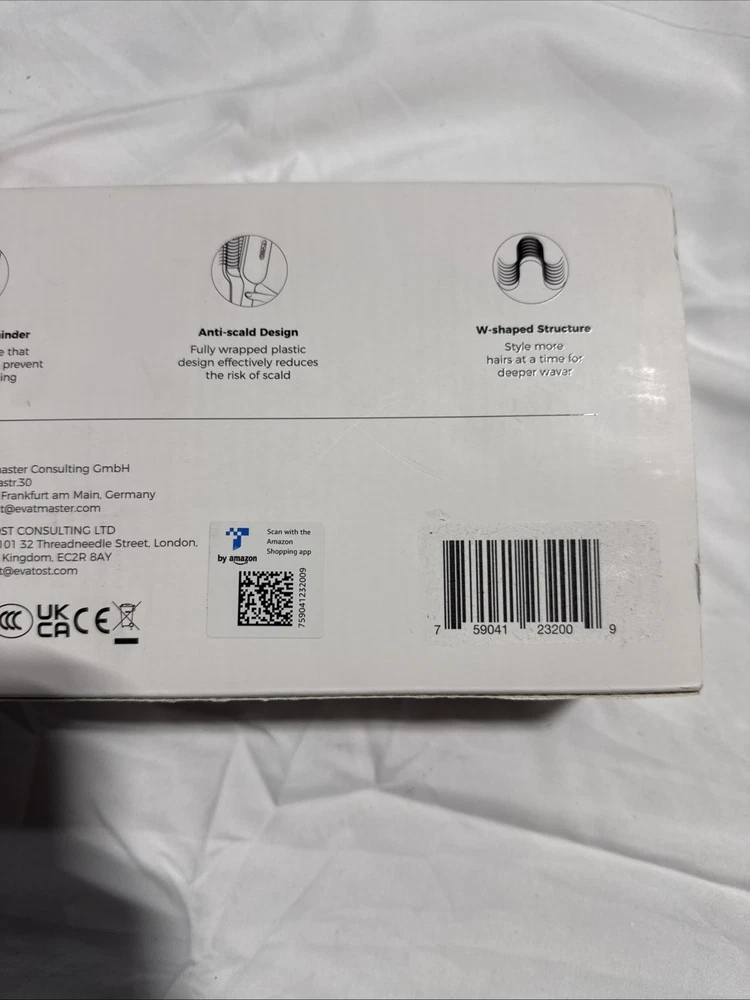 inder
e that
prevent
ing
Anti-scald Design
Fully wrapped plastic
design effectively reduces
the risk of scald
W-shaped Structure
Style more
hairs at a time for
deeper waver
aster Consulting GmbH
astr.30
Frankfurt am Main, Germany
t@evatmaster.com
ST CONSULTING LTD
101 32 Threadneedle Street, London,
Kingdom, EC2R 8AY
t@evatost.com
CCC UK CA CE
by amazon
Scan with the
Amazon
Shopping app
759041232009
7 59041 23200 9